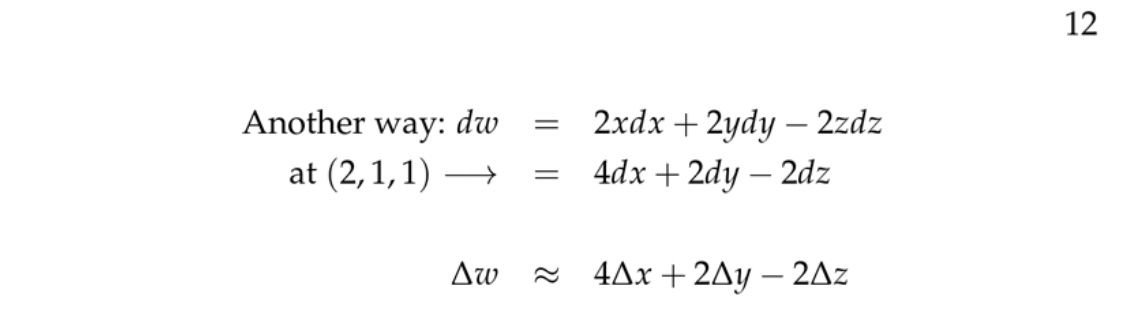 12
Another way: dw = 2xdx + 2ydy − 2zdz
at (2, 1, 1) ⟶ = 4dx + 2dy − 2dz
Δw ≈ 4Δx + 2Δy − 2Δz